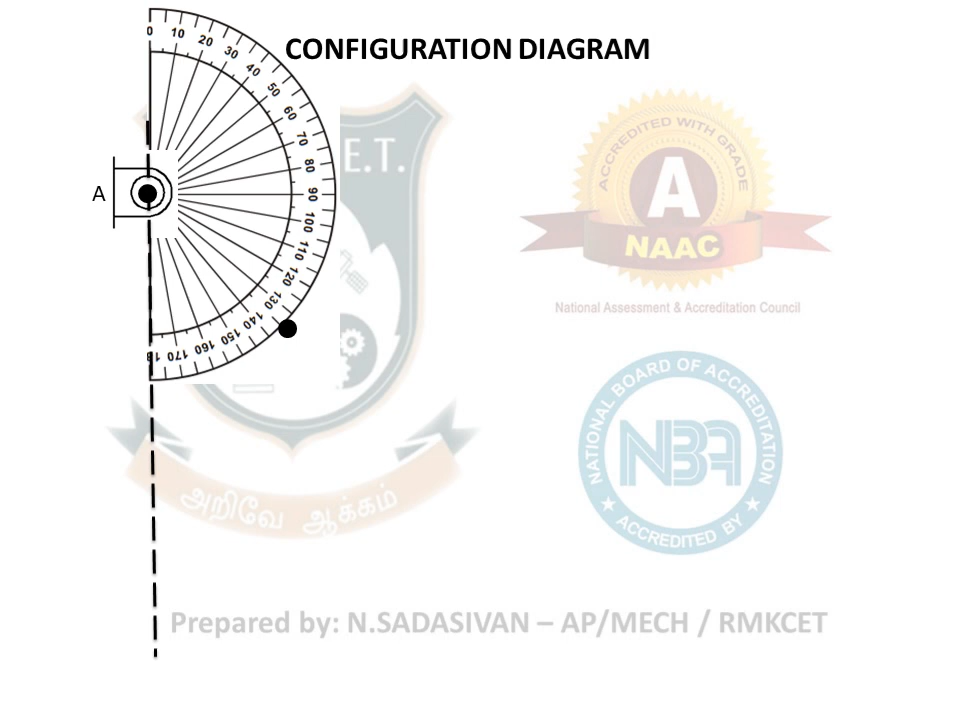 CONFIGURATION DIAGRAM
0 10 20 30 40 50 60 70 80 90 100 110 120 130 140 150 160 170 18
A
E.T.
அறிவே ஆக்கம்
ACCREDITED WITH GRADE
A
NAAC
National Assessment & Accreditation Council
NATIONAL BOARD OF ACCREDITATION
NBA
ACCREDITED BY
Prepared by: N.SADASIVAN – AP/MECH / RMKCET